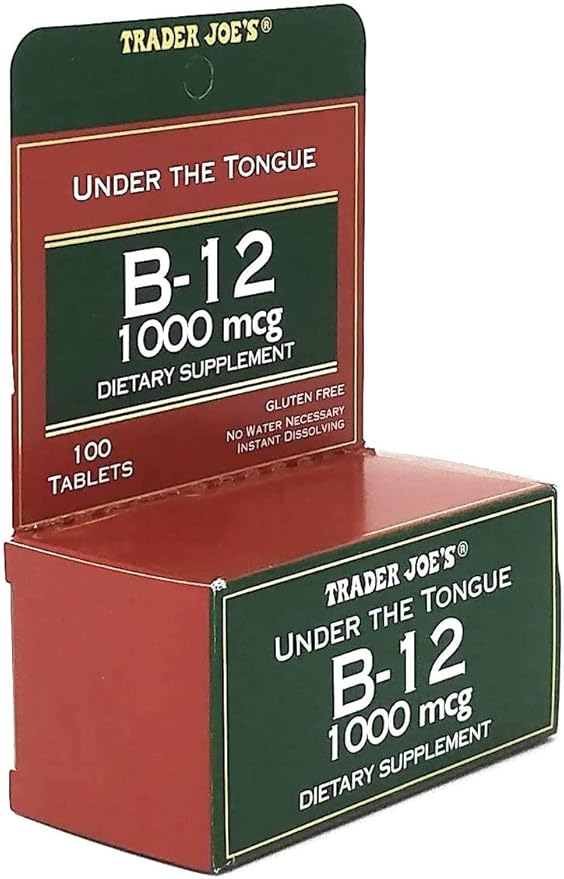 TRADER JOE'S®
UNDER THE TONGUE
B-12
1000 mcg
DIETARY SUPPLEMENT
GLUTEN FREE
NO WATER NECESSARY
INSTANT DISSOLVING
100
TABLETS
TRADER JOE'S®
UNDER THE TONGUE
B-12
1000 mcg
DIETARY SUPPLEMENT